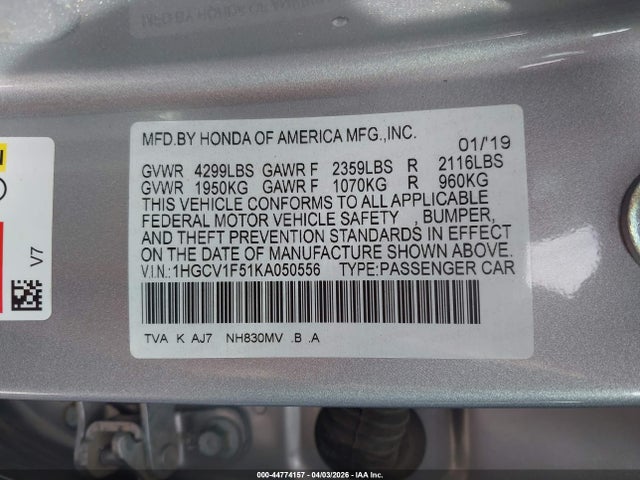 MFD.BY HONDA OF AMERICA MFG.,INC. 01/'19
GVWR 4299LBS GAWR F 2359LBS R 2116LBS
GVWR 1950KG GAWR F 1070KG R 960KG
THIS VEHICLE CONFORMS TO ALL APPLICABLE
FEDERAL MOTOR VEHICLE SAFETY , BUMPER,
AND THEFT PREVENTION STANDARDS IN EFFECT
ON THE DATE OF MANUFACTURE SHOWN ABOVE.
V.I.N.:1HGCV1F51KA050556 TYPE:PASSENGER CAR
TVA K AJ7 NH830MV .B .A
V7
000-44774157 - 04/03/2026 - IAA Inc.